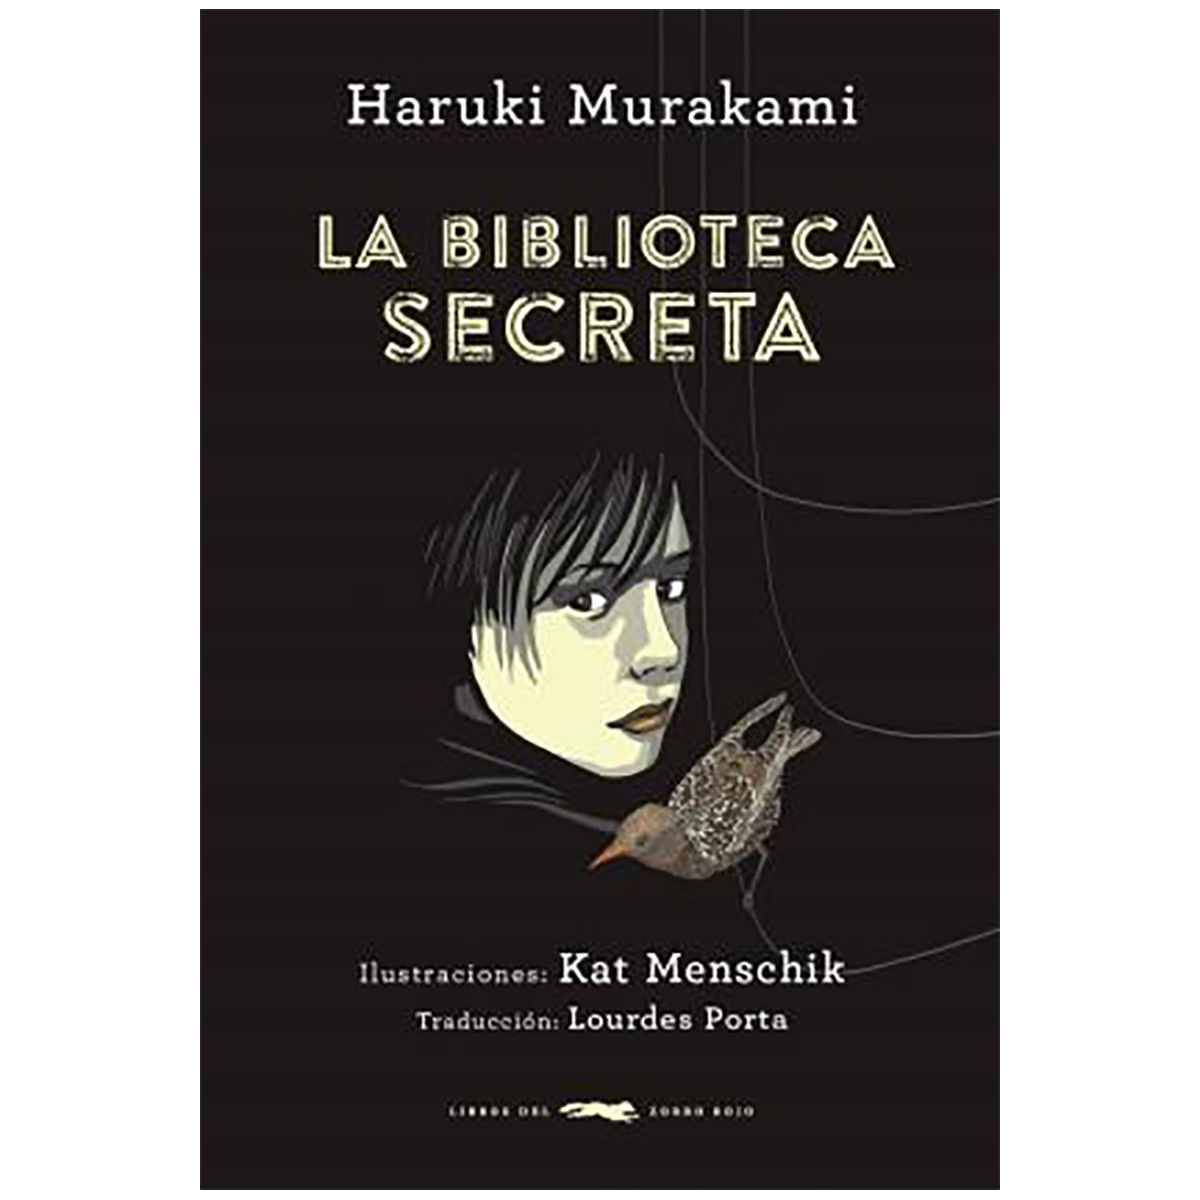 Haruki Murakami
LA BIBLIOTECA
SECRETA
Ilustraciones: Kat Menschik
Traducción: Lourdes Porta
LIBROS DEL ZORRO ROJO